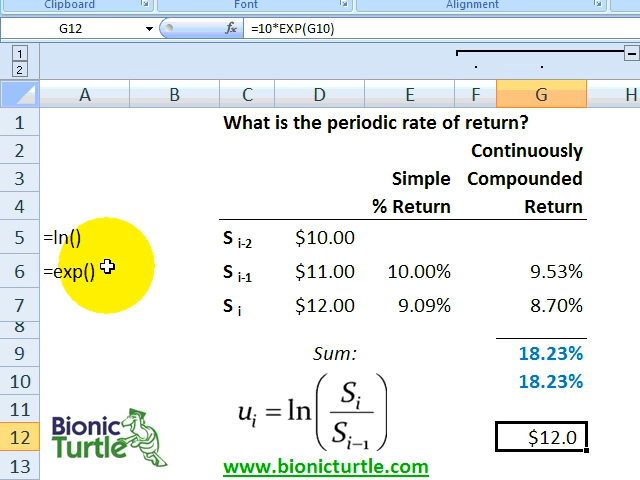 Clipboard Font Alignment
G12 fx =10*EXP(G10)
1
2
A B C D E F G H
1 What is the periodic rate of return?
2 Continuously
3 Simple Compounded
4 % Return Return
5 =ln() S i-2 $10.00
6 =exp() S i-1 $11.00 10.00% 9.53%
7 S i $12.00 9.09% 8.70%
8
9 Sum: 18.23%
10 18.23%
11 u_i = ln(S_i / S_{i-1})
12 Bionic Turtle $12.0
13 www.bionicturtle.com